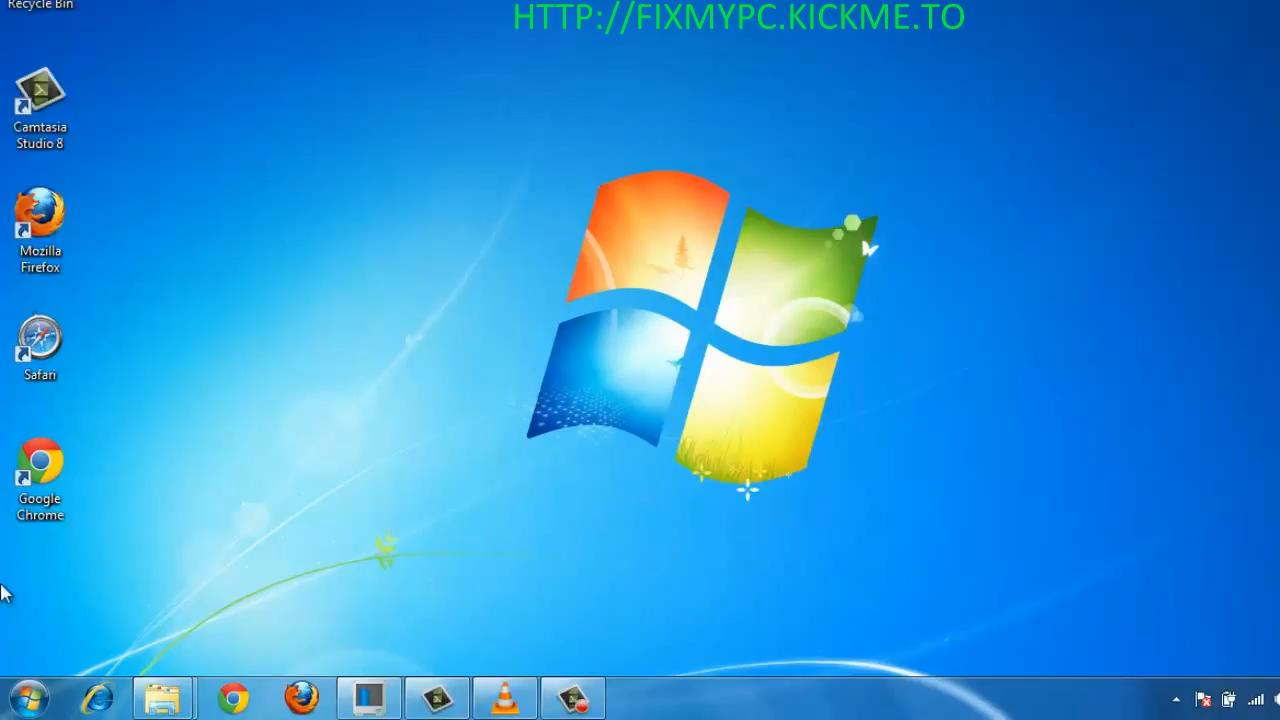 Recycle Bin
HTTP://FIXMYPC.KICKME.TO
Camtasia
Studio 8
Mozilla
Firefox
Safari
Google
Chrome